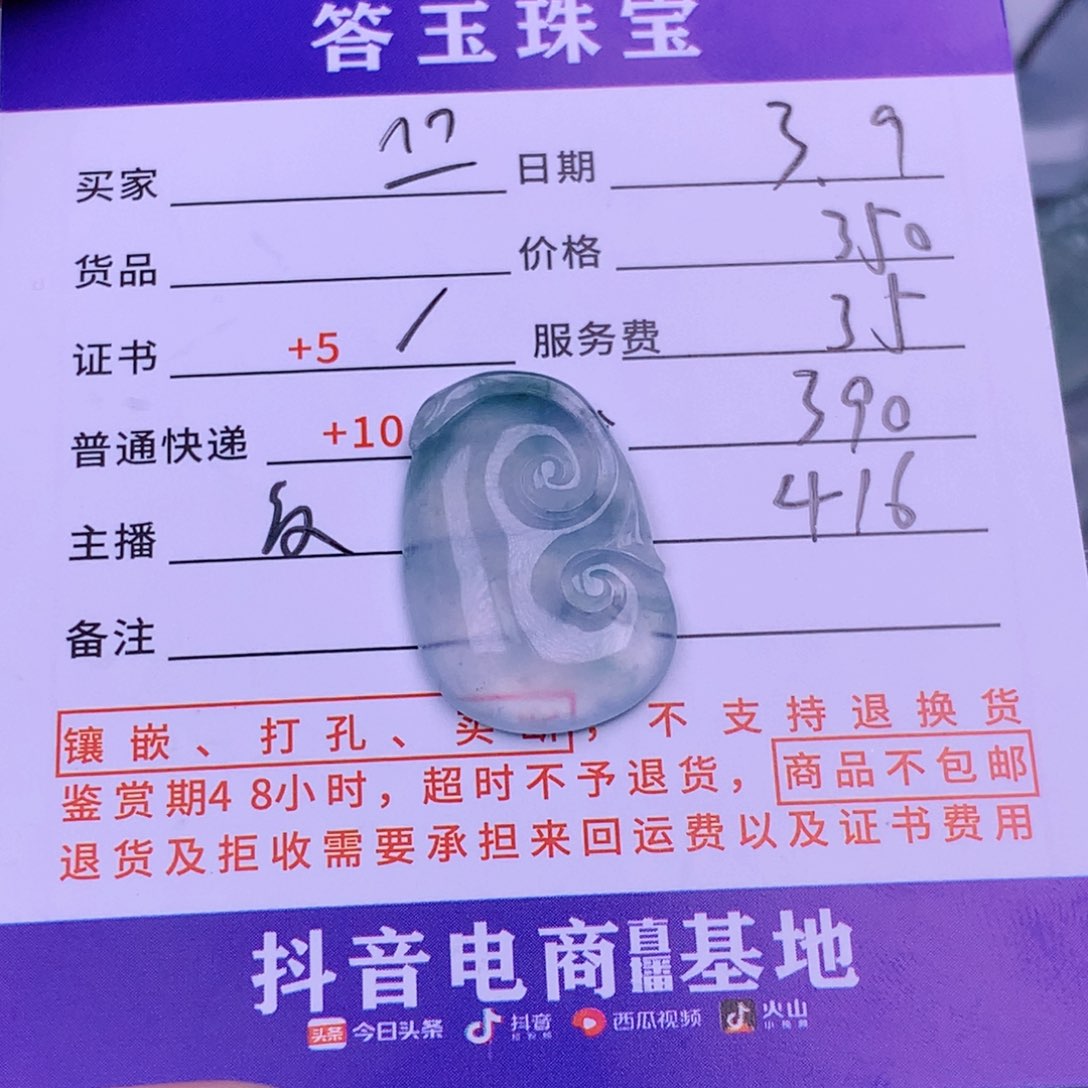 答玉珠宝
买家 17 日期 3.9
货品 价格 350
证书 +5 / 服务费 35
普通快递 +10 390
主播 416
备注
镶嵌、打孔、买断，不支持退换货
鉴赏期48小时，超时不予退货，商品不包邮
退货及拒收需要承担来回运费以及证书费用
抖音电商直播基地
头条 今日头条 抖音 西瓜视频 火山